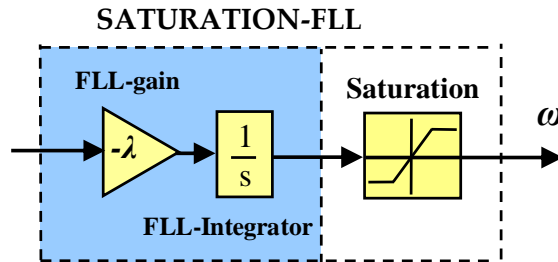 SATURATION-FLL
FLL-gain
Saturation
-λ
1
s
ω
FLL-Integrator